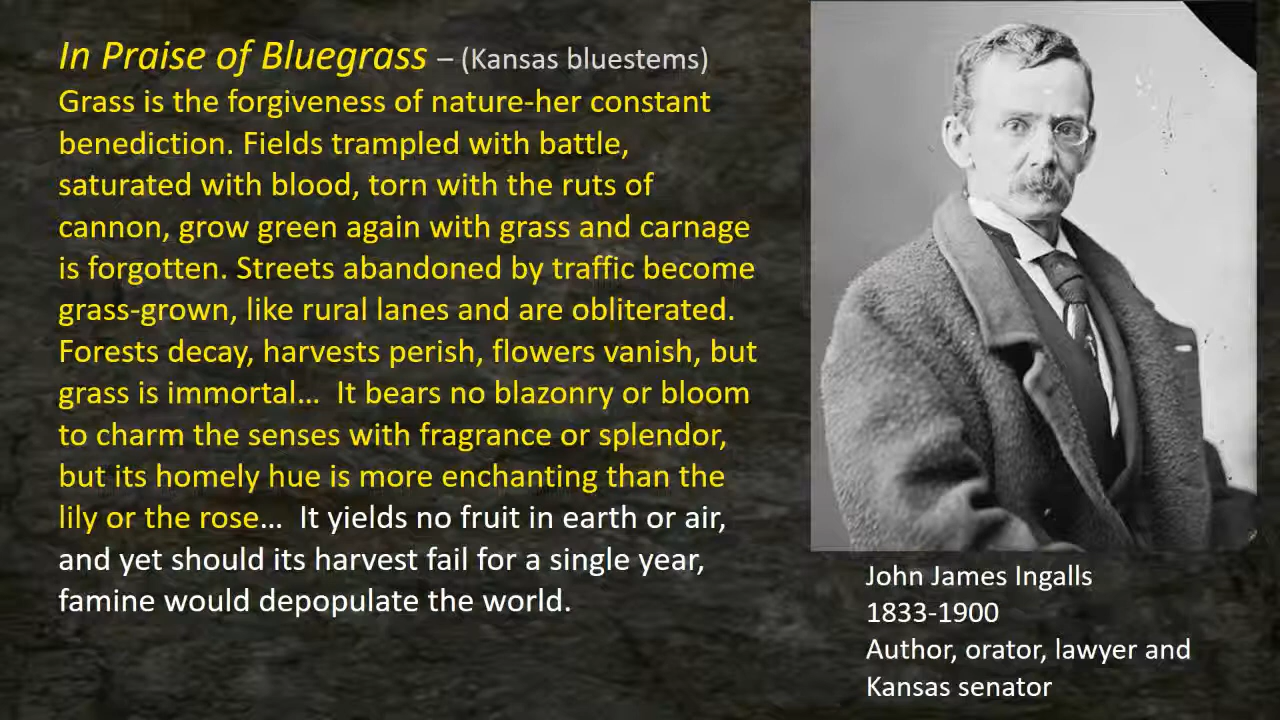 In Praise of Bluegrass – (Kansas bluestems)
Grass is the forgiveness of nature-her constant
benediction. Fields trampled with battle,
saturated with blood, torn with the ruts of
cannon, grow green again with grass and carnage
is forgotten. Streets abandoned by traffic become
grass-grown, like rural lanes and are obliterated.
Forests decay, harvests perish, flowers vanish, but
grass is immortal… It bears no blazonry or bloom
to charm the senses with fragrance or splendor,
but its homely hue is more enchanting than the
lily or the rose… It yields no fruit in earth or air,
and yet should its harvest fail for a single year,
famine would depopulate the world.
John James Ingalls
1833-1900
Author, orator, lawyer and
Kansas senator